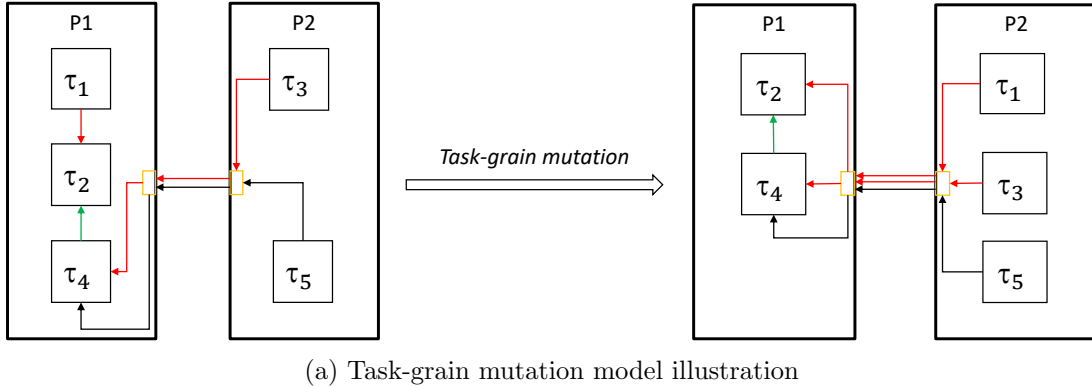 P1
P2
τ1
τ2
τ4
τ3
τ5
Task-grain mutation
P1
P2
τ2
τ4
τ1
τ3
τ5
(a) Task-grain mutation model illustration